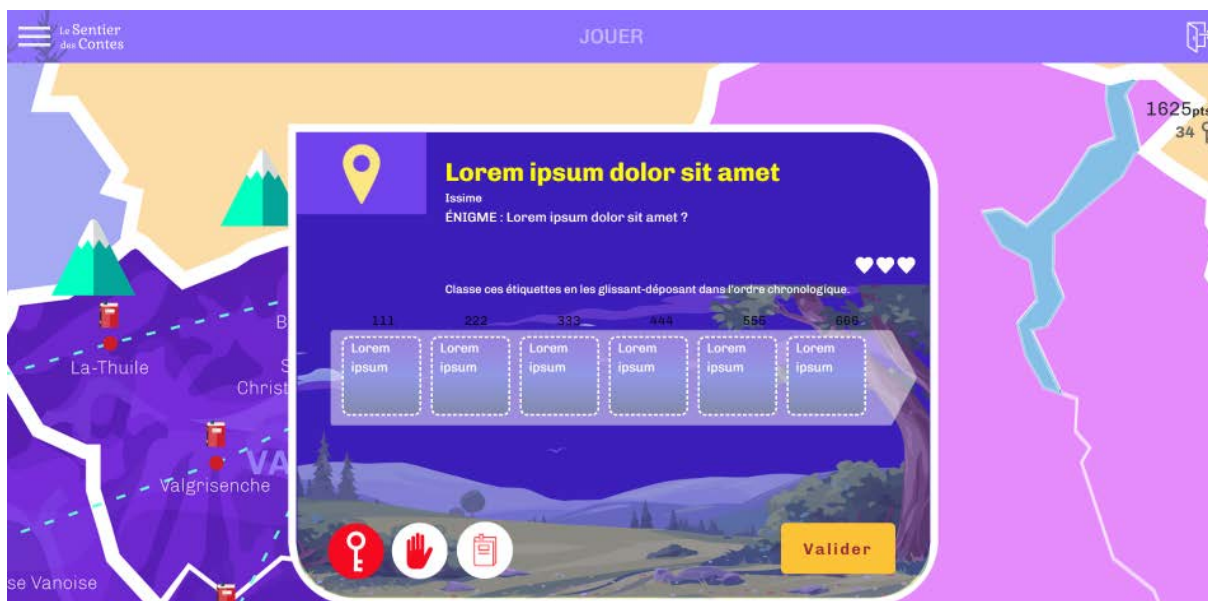 Le Sentier
des Contes
JOUER
1625pts
34
Lorem ipsum dolor sit amet
Issime
ÉNIGME : Lorem ipsum dolor sit amet ?
Classe ces étiquettes en les glissant-déposant dans l'ordre chronologique.
111 222 333 444 555 666
Lorem Lorem Lorem Lorem Lorem Lorem
ipsum ipsum ipsum ipsum ipsum ipsum
B
La-Thuile
S
Christ
VA
Valgrisenche
Valider
se Vanoise